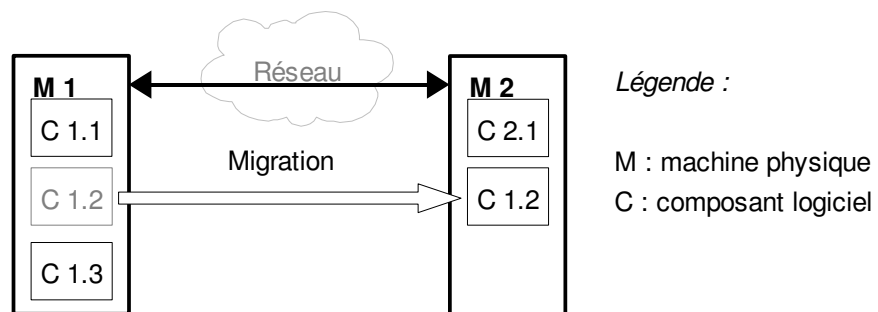 Réseau
M 1
C 1.1
C 1.2
C 1.3
Migration
M 2
C 2.1
C 1.2
Légende :
M : machine physique
C : composant logiciel